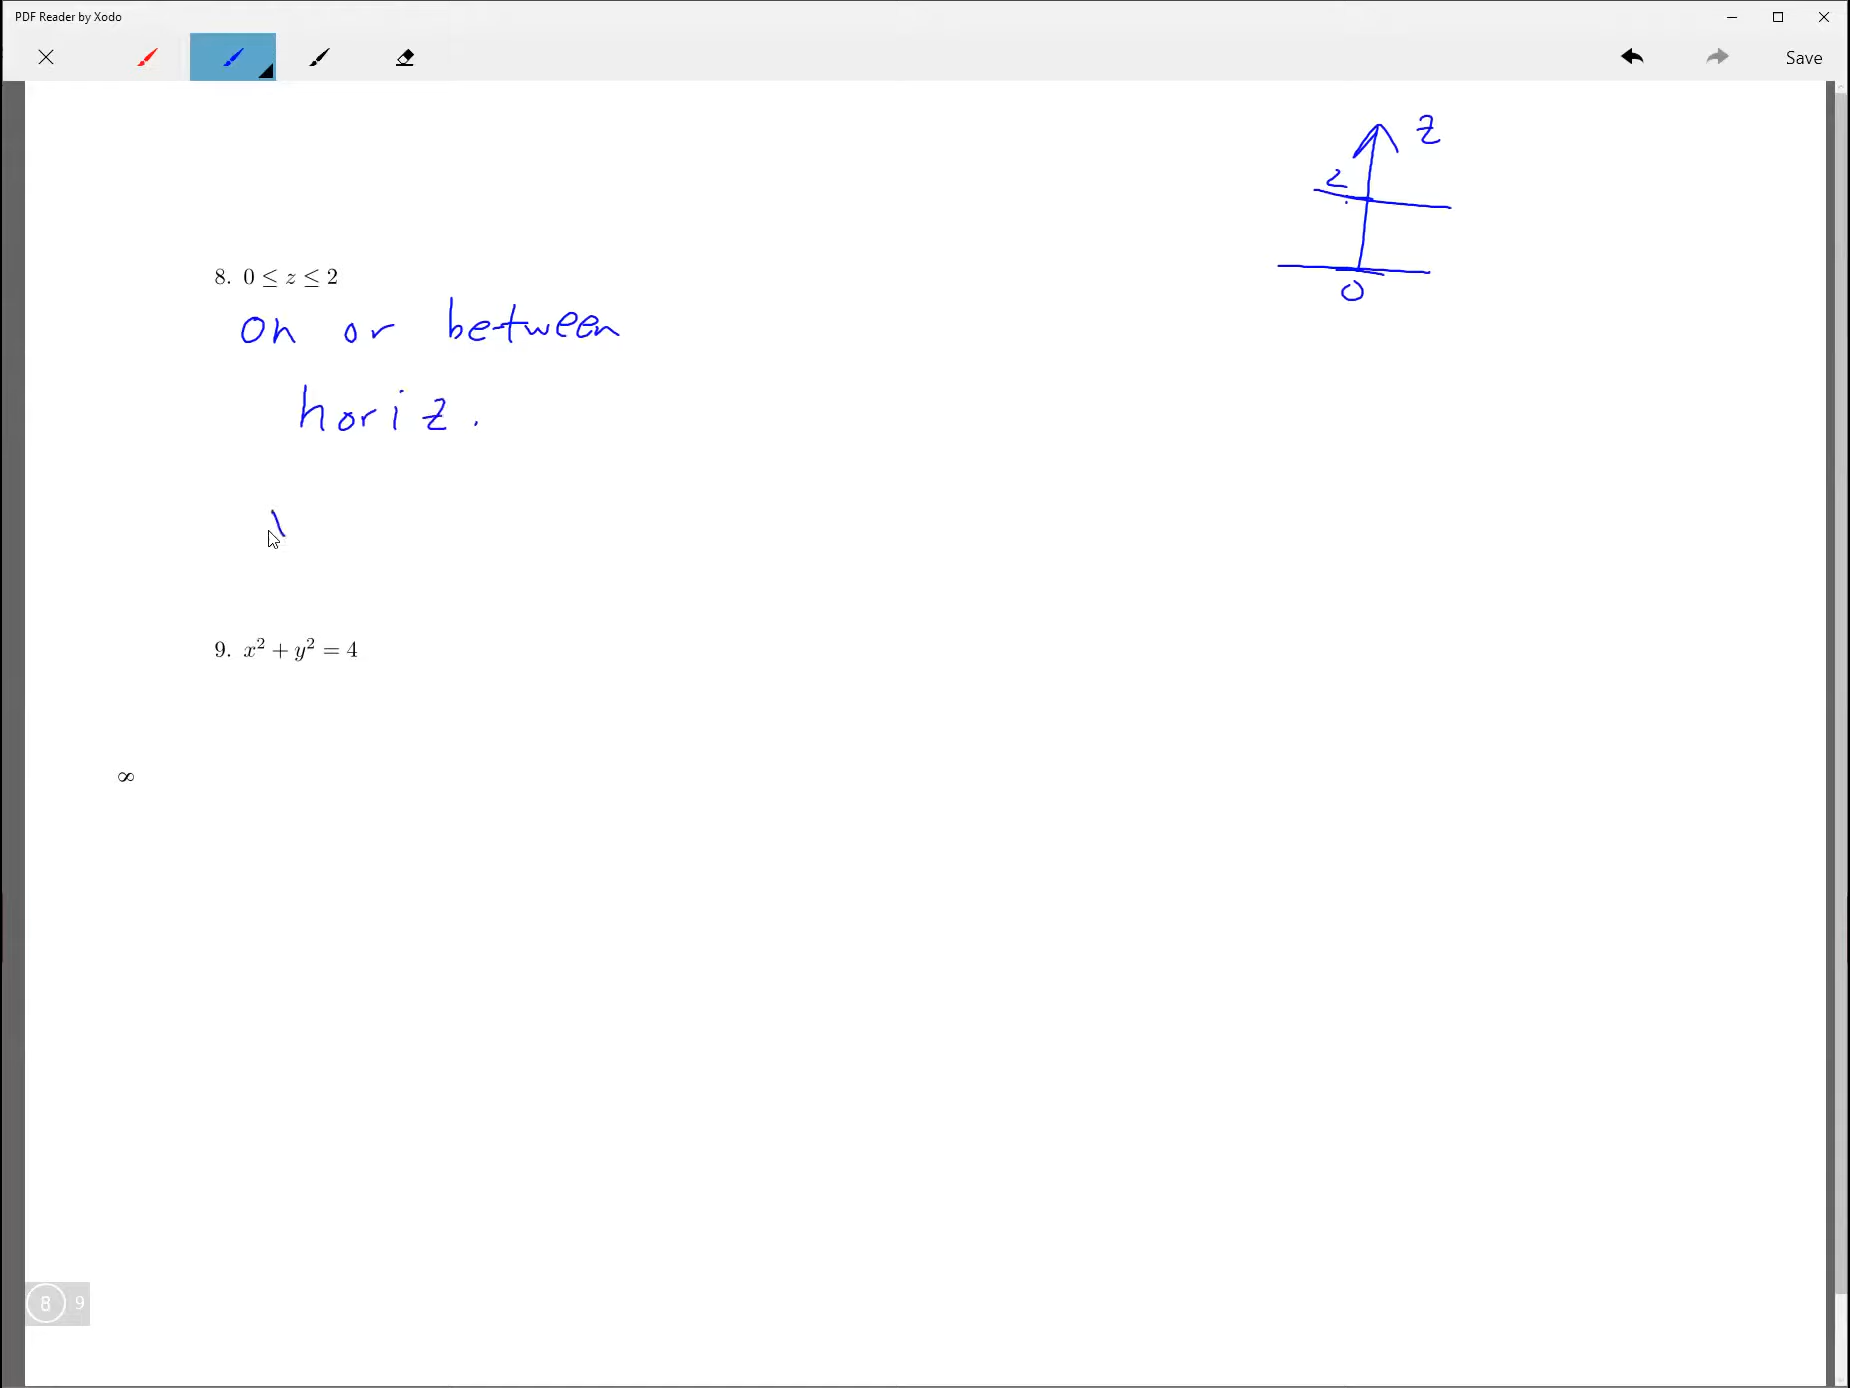 PDF Reader by Xodo
Save
z
2
0
8. 0 ≤ z ≤ 2
on or between
horiz.
9. x² + y² = 4
∞
8 9